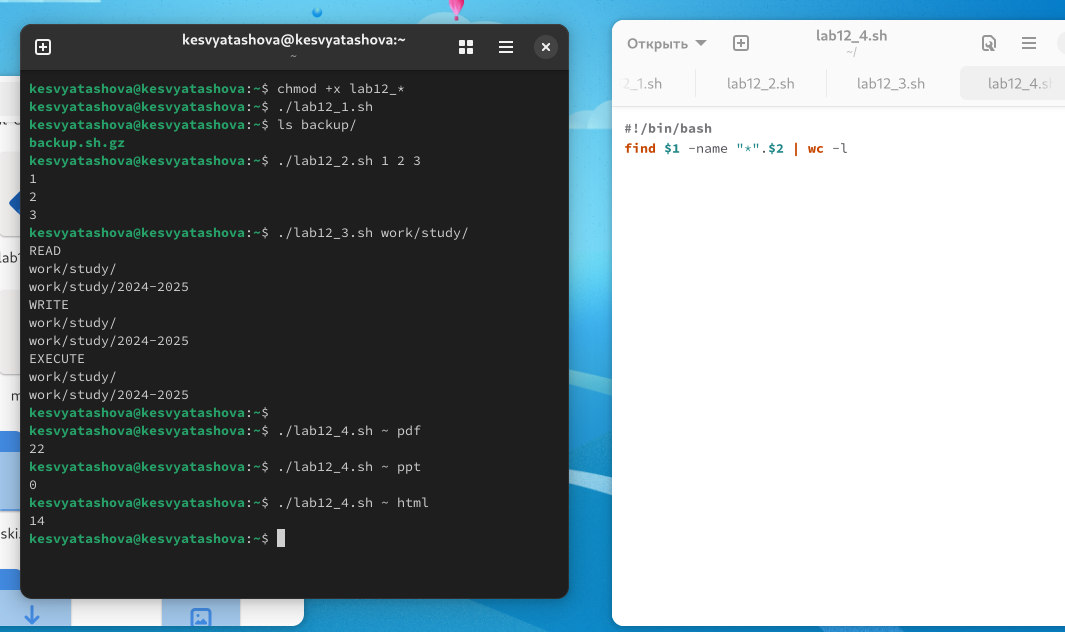 kesvyatashova@kesvyatashova:~
~
kesvyatashova@kesvyatashova:~$ chmod +x lab12_*
kesvyatashova@kesvyatashova:~$ ./lab12_1.sh
kesvyatashova@kesvyatashova:~$ ls backup/
backup.sh.gz
kesvyatashova@kesvyatashova:~$ ./lab12_2.sh 1 2 3
1
2
3
kesvyatashova@kesvyatashova:~$ ./lab12_3.sh work/study/
READ
work/study/
work/study/2024-2025
WRITE
work/study/
work/study/2024-2025
EXECUTE
work/study/
work/study/2024-2025
kesvyatashova@kesvyatashova:~$
kesvyatashova@kesvyatashova:~$ ./lab12_4.sh ~ pdf
22
kesvyatashova@kesvyatashova:~$ ./lab12_4.sh ~ ppt
0
kesvyatashova@kesvyatashova:~$ ./lab12_4.sh ~ html
14
kesvyatashova@kesvyatashova:~$
Открыть
lab12_4.sh
~/
2_1.sh lab12_2.sh lab12_3.sh lab12_4.sh
#!/bin/bash
find $1 -name "*".$2 | wc -l